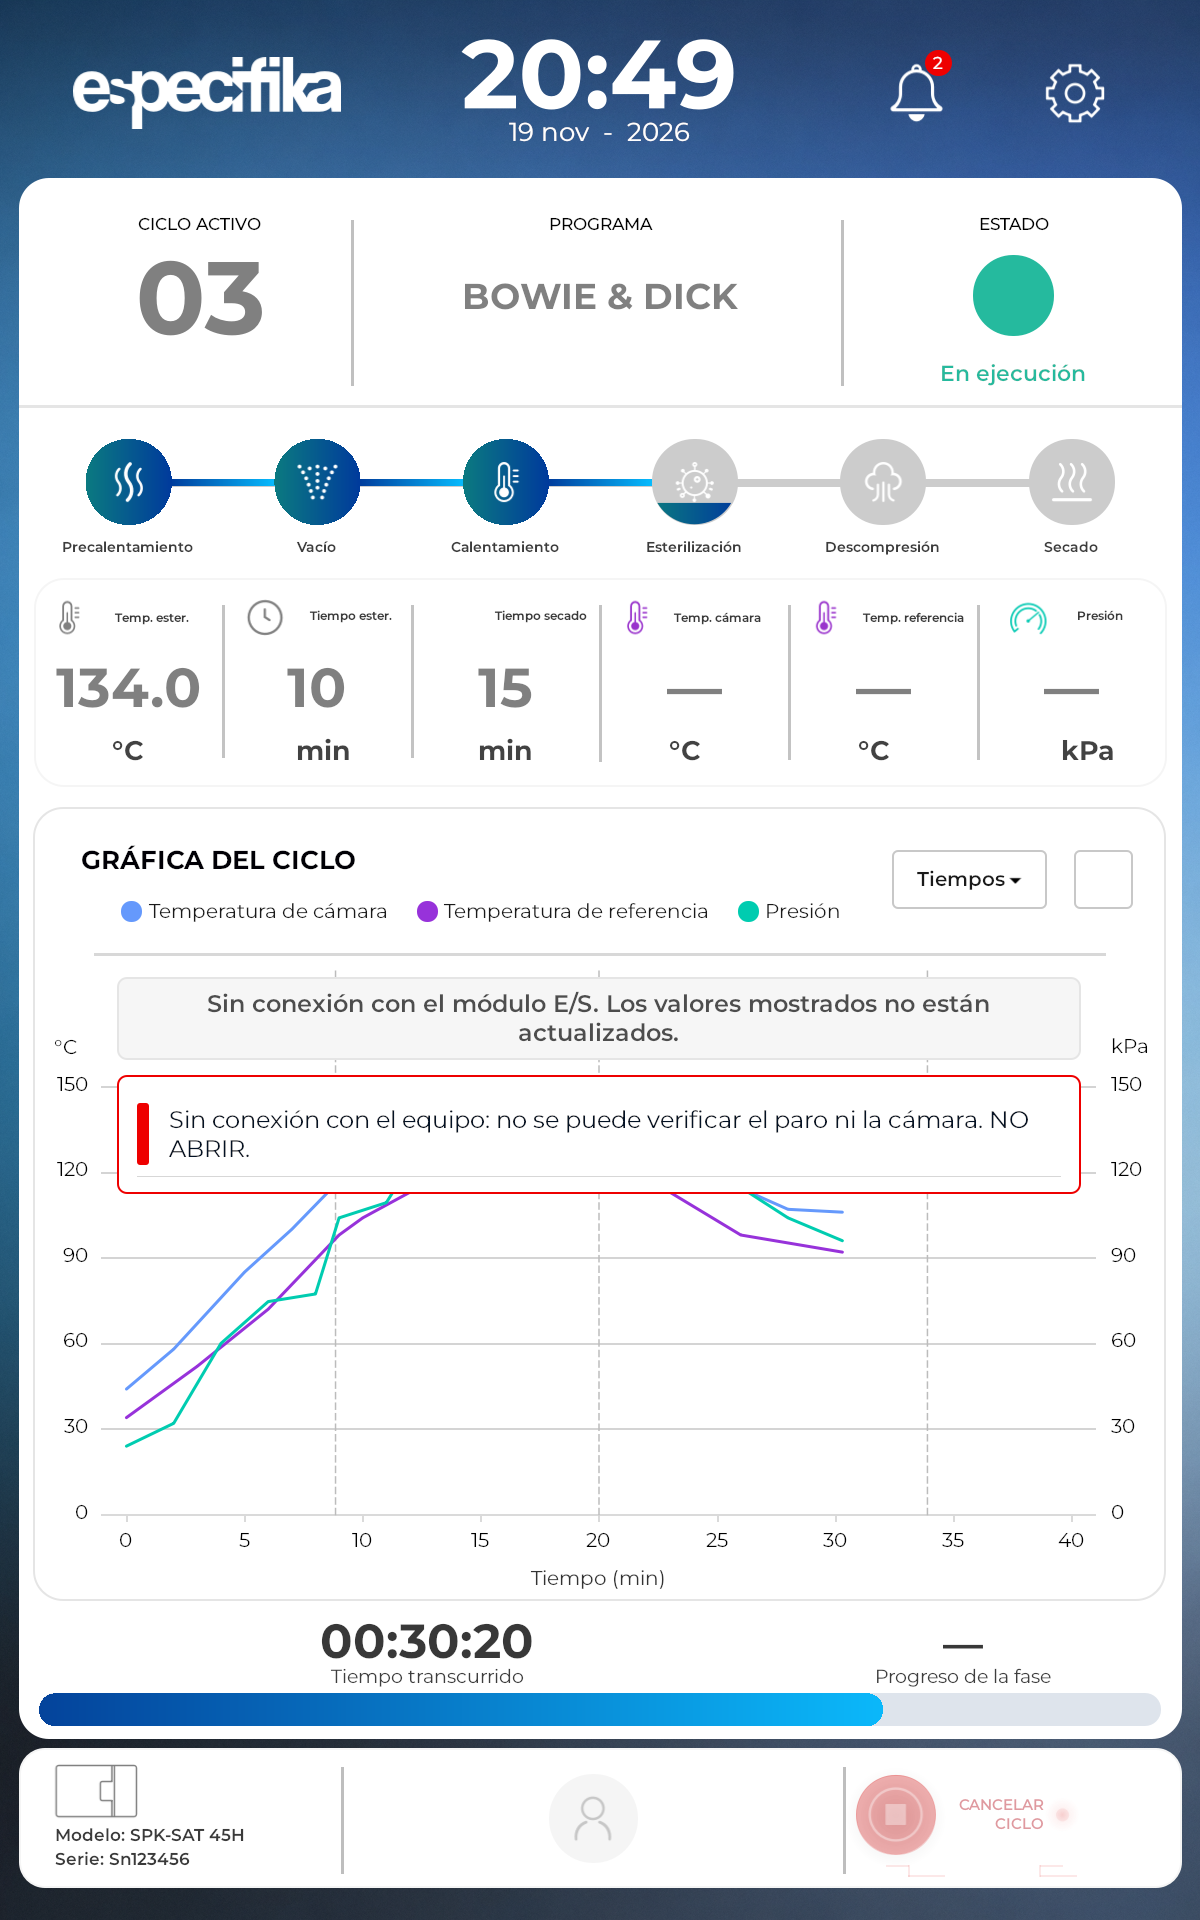 especifika
20:49
19 nov - 2026
2
CICLO ACTIVO
PROGRAMA
ESTADO
03
BOWIE & DICK
En ejecución
Precalentamiento
Vacío
Calentamiento
Esterilización
Descompresión
Secado
Temp. ester.
Tiempo ester.
Tiempo secado
Temp. cámara
Temp. referencia
Presión
134.0
10
15
—
—
—
°C
min
min
°C
°C
kPa
GRÁFICA DEL CICLO
Tiempos
Temperatura de cámara
Temperatura de referencia
Presión
Sin conexión con el módulo E/S. Los valores mostrados no están
actualizados.
°C
kPa
150
150
Sin conexión con el equipo: no se puede verificar el paro ni la cámara. NO
ABRIR.
120
120
90
90
60
60
30
30
0
0
0 5 10 15 20 25 30 35 40
Tiempo (min)
00:30:20
—
Tiempo transcurrido
Progreso de la fase
Modelo: SPK-SAT 45H
Serie: Sn123456
CANCELAR
CICLO